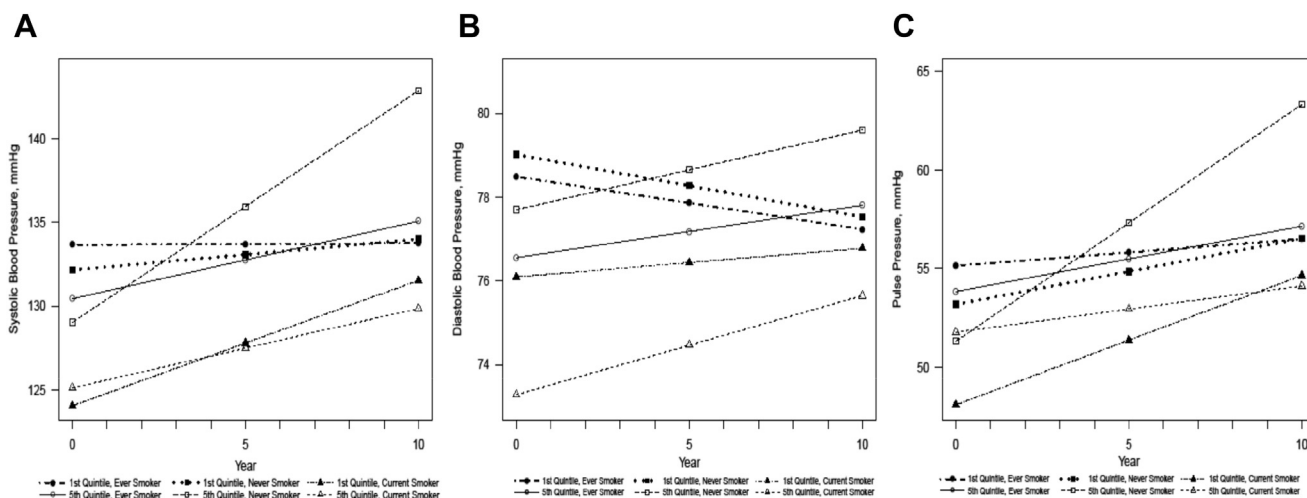 A
Systolic Blood Pressure, mmHg
140
135
130
125
0 5 10
Year
1st Quintile, Ever Smoker 1st Quintile, Never Smoker 1st Quintile, Current Smoker
5th Quintile, Ever Smoker 5th Quintile, Never Smoker 5th Quintile, Current Smoker
B
Diastolic Blood Pressure, mmHg
80
78
76
74
0 5 10
Year
1st Quintile, Ever Smoker 1st Quintile, Never Smoker 1st Quintile, Current Smoker
5th Quintile, Ever Smoker 5th Quintile, Never Smoker 5th Quintile, Current Smoker
C
Pulse Pressure, mmHg
65
60
55
50
0 5 10
Year
1st Quintile, Ever Smoker 1st Quintile, Never Smoker 1st Quintile, Current Smoker
5th Quintile, Ever Smoker 5th Quintile, Never Smoker 5th Quintile, Current Smoker